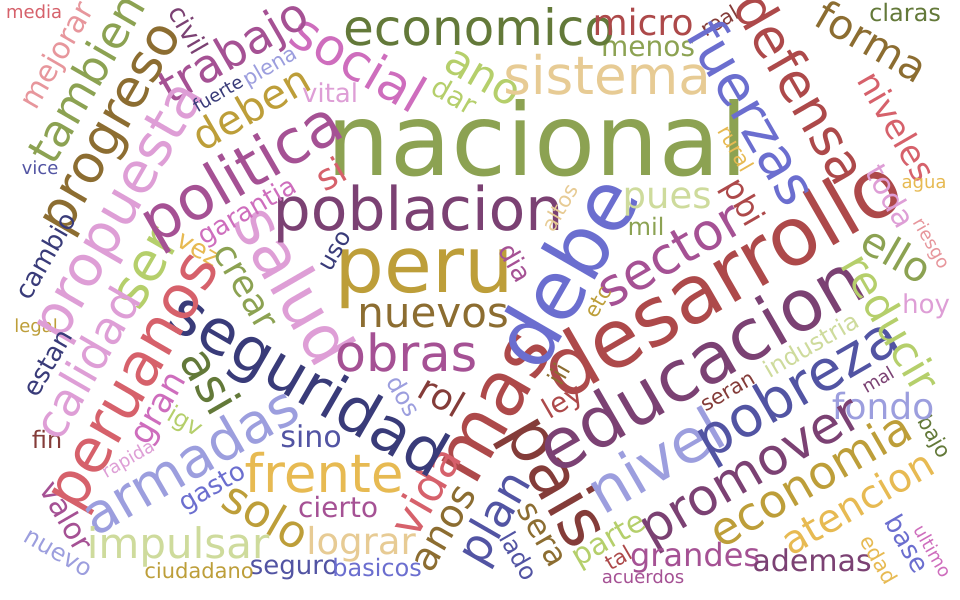 media
mejorar
tambien
civil
trabajo
social
economico
micro
mal
menos
defensa
forma
claras
progreso
fuerte
plena
vital
deben
ano
dar
sistema
fuerzas
niveles
vice
propuesta
politica
si
nacional
rural
toda
agua
garantia
poblacion
altos
pues
pbi
mil
riesgo
cambio
ser
vez
crear
salud
uso
peru
dia
debe
sector
desarrollo
ello
legal
calidad
peruanos
nuevos
etc
reducir
hoy
estan
asi
seguridad
obras
mas
ley
educacion
industria
seran
pobreza
mal
fondo
bajo
fin
gran
igv
rapida
dos
rol
sino
armadas
gasto
frente
vida
pais
nivel
promover
economia
atencion
valor
solo
cierto
anos
plan
sera
lado
parte
tal
grandes
ademas
base
ultimo
edad
nuevo
impulsar
lograr
ciudadano
seguro
basicos
acuerdos